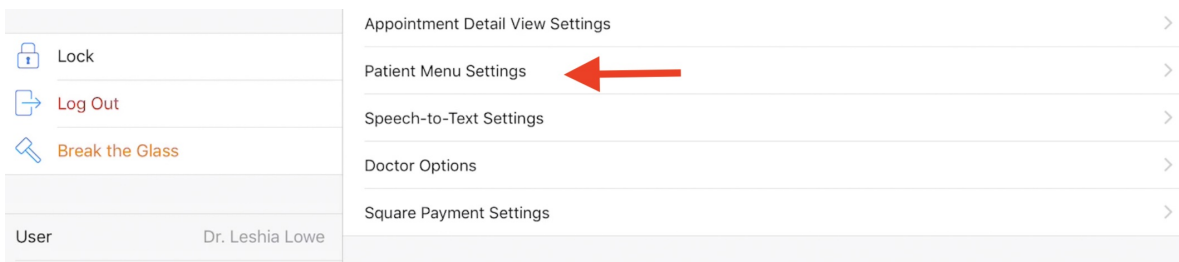 Lock
Log Out
Break the Glass
User Dr. Leshia Lowe
Appointment Detail View Settings
Patient Menu Settings
Speech-to-Text Settings
Doctor Options
Square Payment Settings